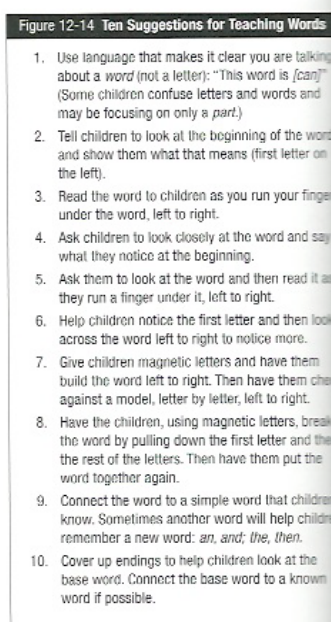 Figure 12-14 Ten Suggestions for Teaching Words
1. Use language that makes it clear you are talking
about a word (not a letter): "This word is [can]"
(Some children confuse letters and words and
may be focusing on only a part.)
2. Tell children to look at the beginning of the word
and show them what that means (first letter on
the left).
3. Read the word to children as you run your finger
under the word, left to right.
4. Ask children to look closely at the word and say
what they notice at the beginning.
5. Ask them to look at the word and then read it as
they run a finger under it, left to right.
6. Help children notice the first letter and then look
across the word left to right to notice more.
7. Give children magnetic letters and have them
build the word left to right. Then have them
against a model, letter by letter, left to right.
8. Have the children, using magnetic letters, break
the word by pulling down the first letter and
the rest of the letters. Then have them put the
word together again.
9. Connect the word to a simple word that children
know. Sometimes another word will help
remember a new word: an, and; the, then.
10. Cover up endings to help children look at the
base word. Connect the base word to a known
word if possible.